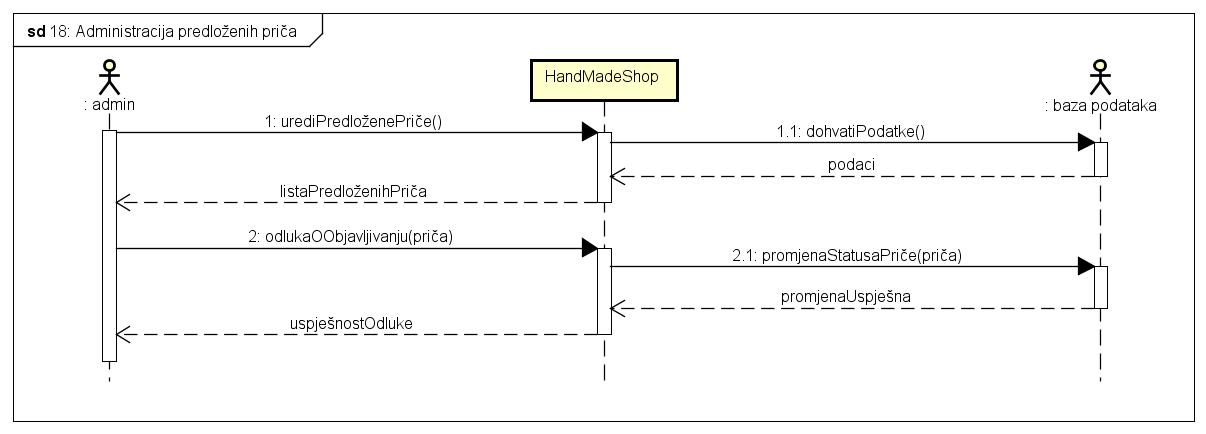 sd 18: Administracija predloženih priča
HandMadeShop
: admin
: baza podataka
1: urediPredloženePriče()
1.1: dohvatiPodatke()
podaci
listaPredloženihPriča
2: odlukaOObjavljivanju(priča)
2.1: promjenaStatusaPriče(priča)
promjenaUspješna
uspješnostOdluke